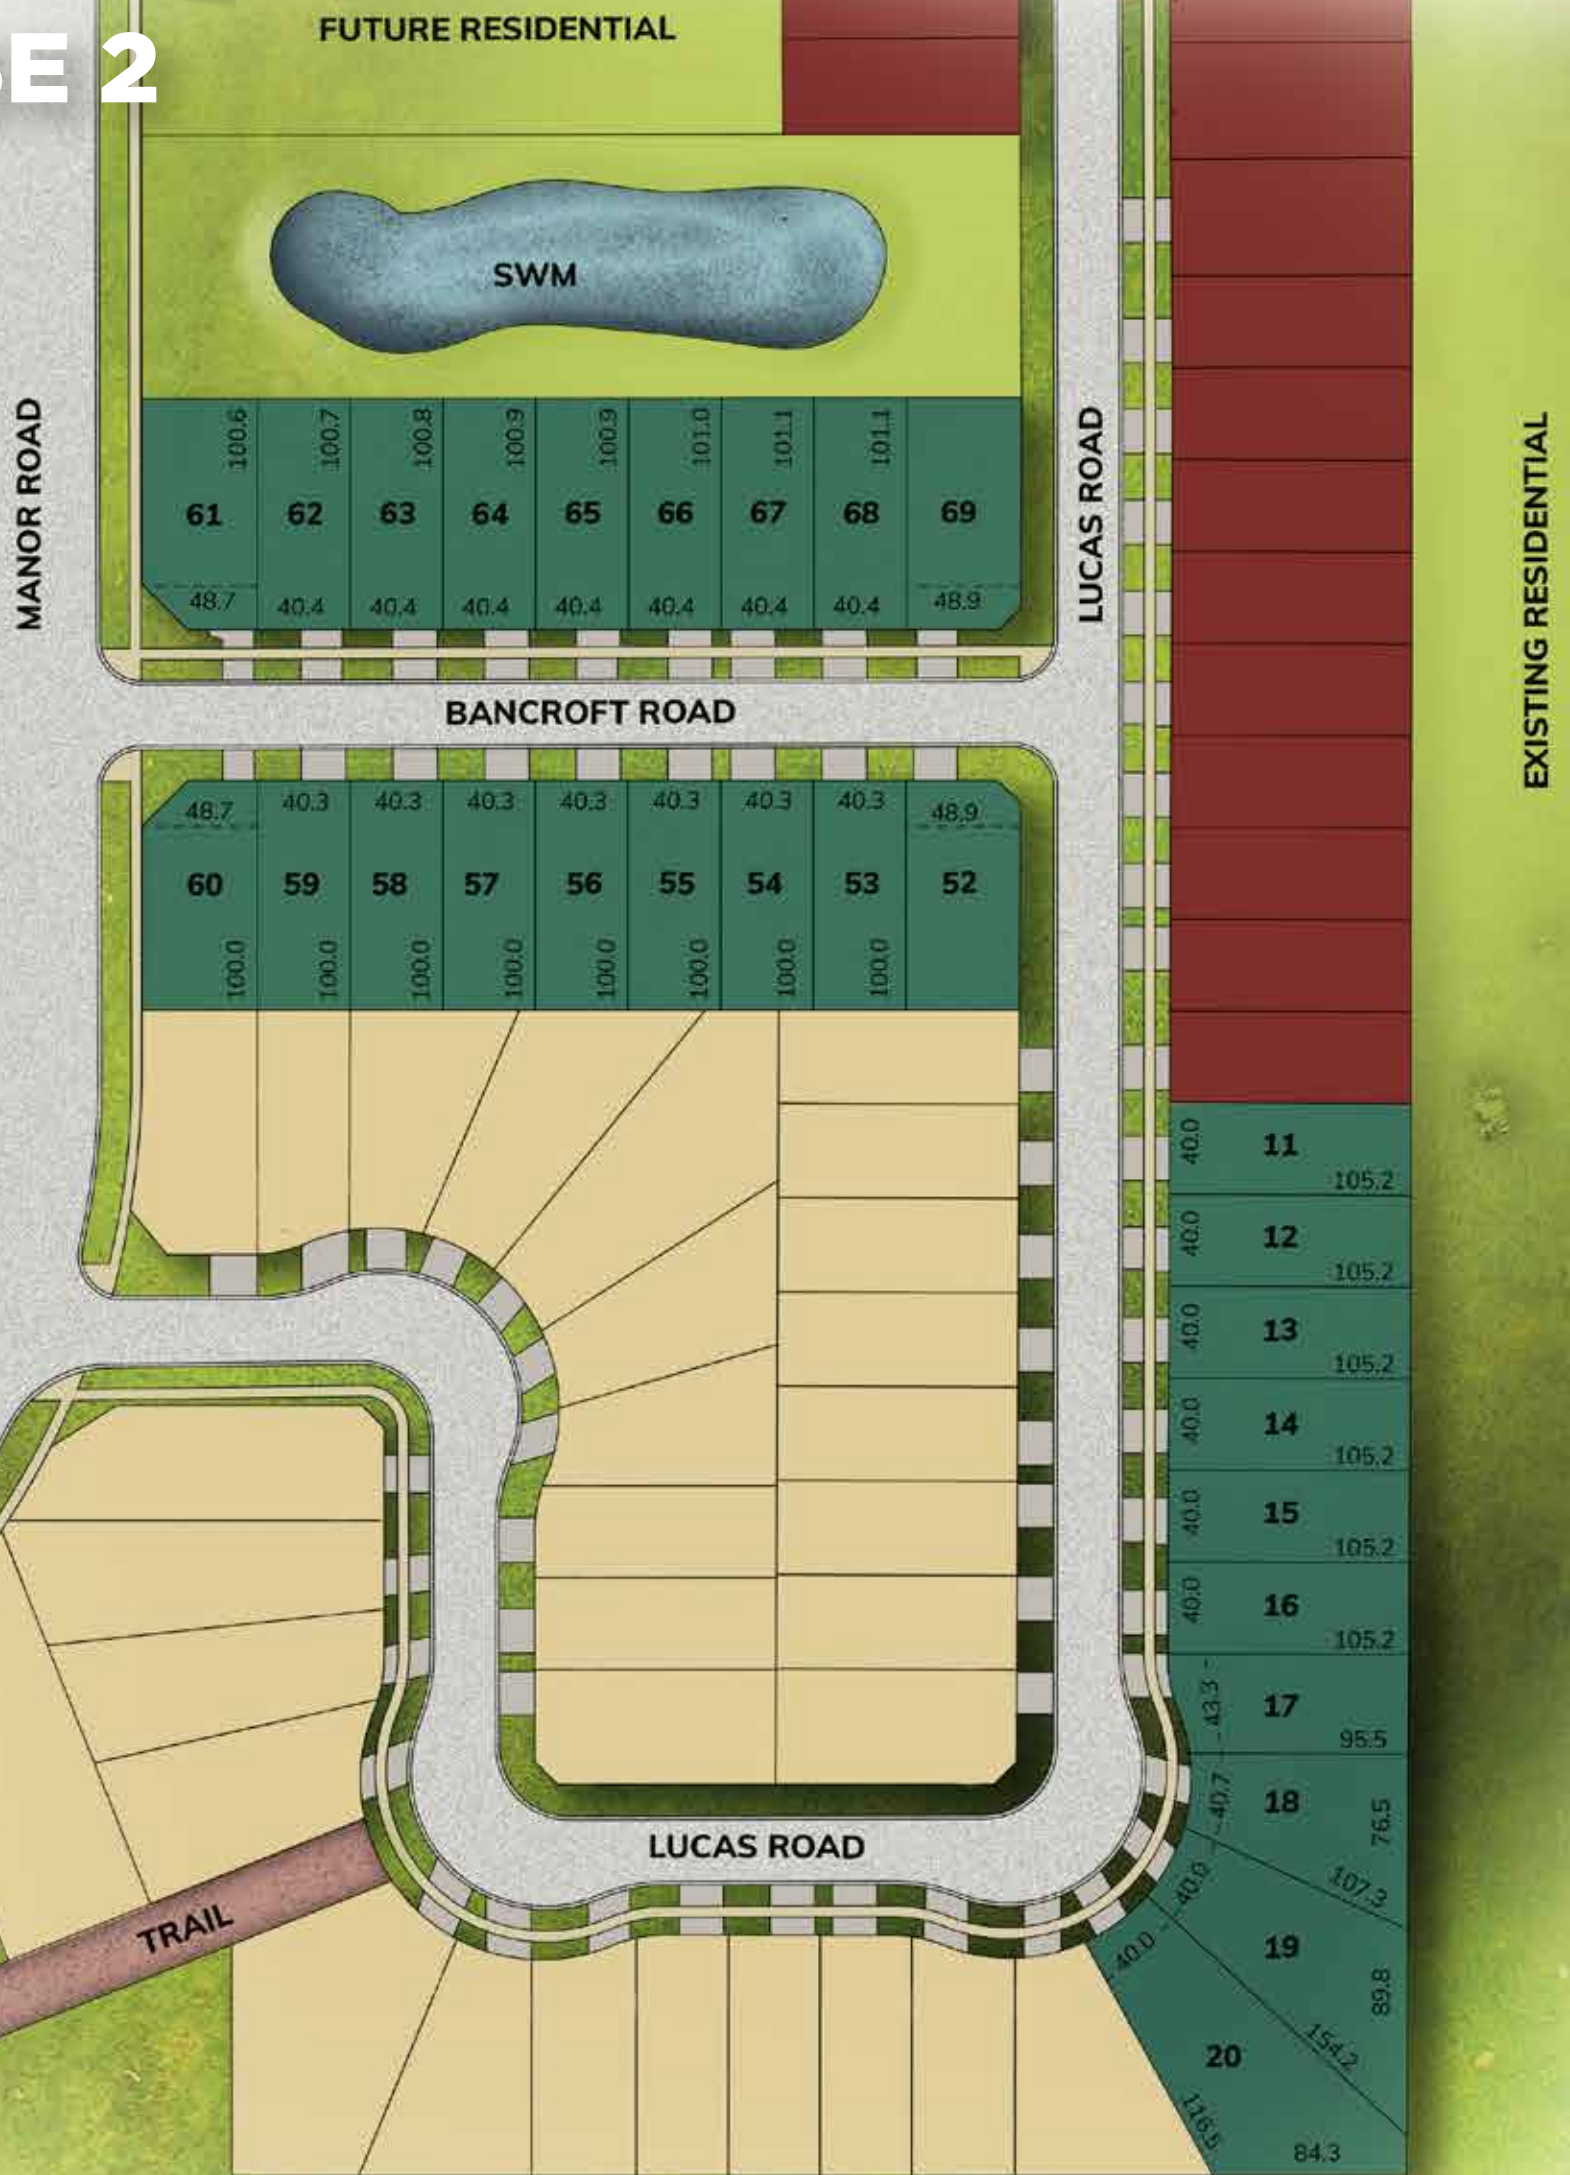 FUTURE RESIDENTIAL
SE 2
SWM
MANOR ROAD
LUCAS ROAD
EXISTING RESIDENTIAL
100.6 100.7 100.8 100.9 100.9 101.0 101.1 101.1
61 62 63 64 65 66 67 68 69
48.7 40.4 40.4 40.4 40.4 40.4 40.4 40.4 48.9
BANCROFT ROAD
48.7 40.3 40.3 40.3 40.3 40.3 40.3 40.3 48.9
60 59 58 57 56 55 54 53 52
100.0 100.0 100.0 100.0 100.0 100.0 100.0 100.0
40.0 11 105.2
40.0 12 105.2
40.0 13 105.2
40.0 14 105.2
40.0 15 105.2
40.0 16 105.2
43.3 17 95.5
40.7 18 76.5
107.3
LUCAS ROAD
40.0 19 89.8
TRAIL
40.0 154.2
20
116.5 84.3